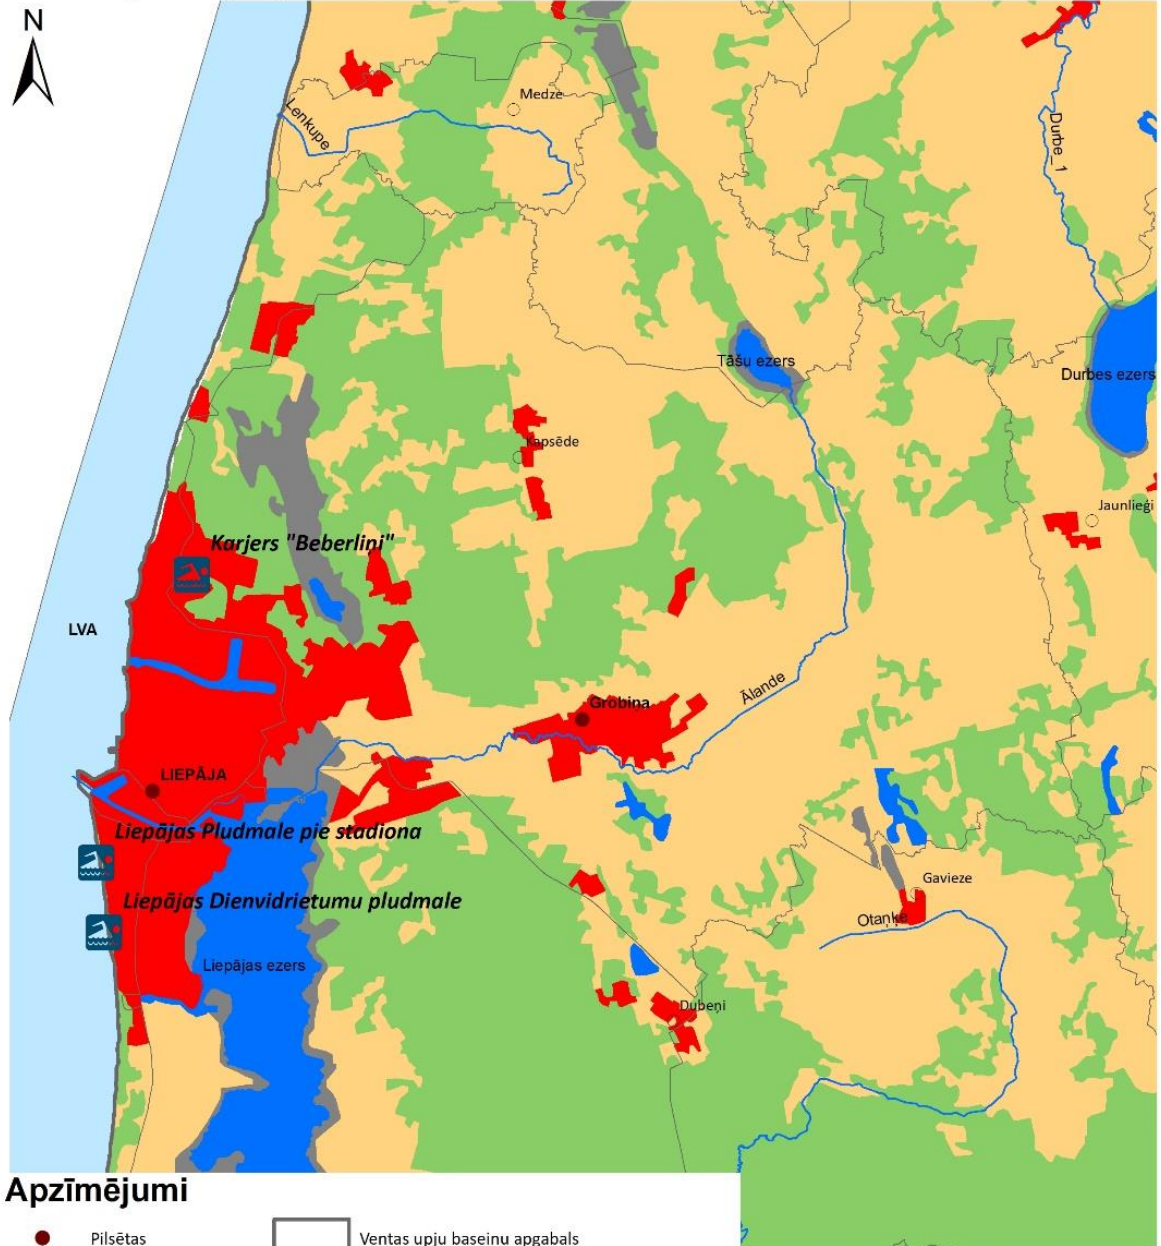 N
Medze
Lenkupe
Durbe_1
Tāšu ezers
Durbes ezers
Kapsēde
Jaunlieģi
Karjers "Beberliņi"
LVA
Ālande
Grobiņa
LIEPĀJA
Liepājas Pludmale pie stadiona
Gavieze
Liepājas Dienvidrietumu pludmale
Otaņķe
Liepājas ezers
Dubeņi
Apzīmējumi
Pilsētas
Ventas upju baseinu apgabals